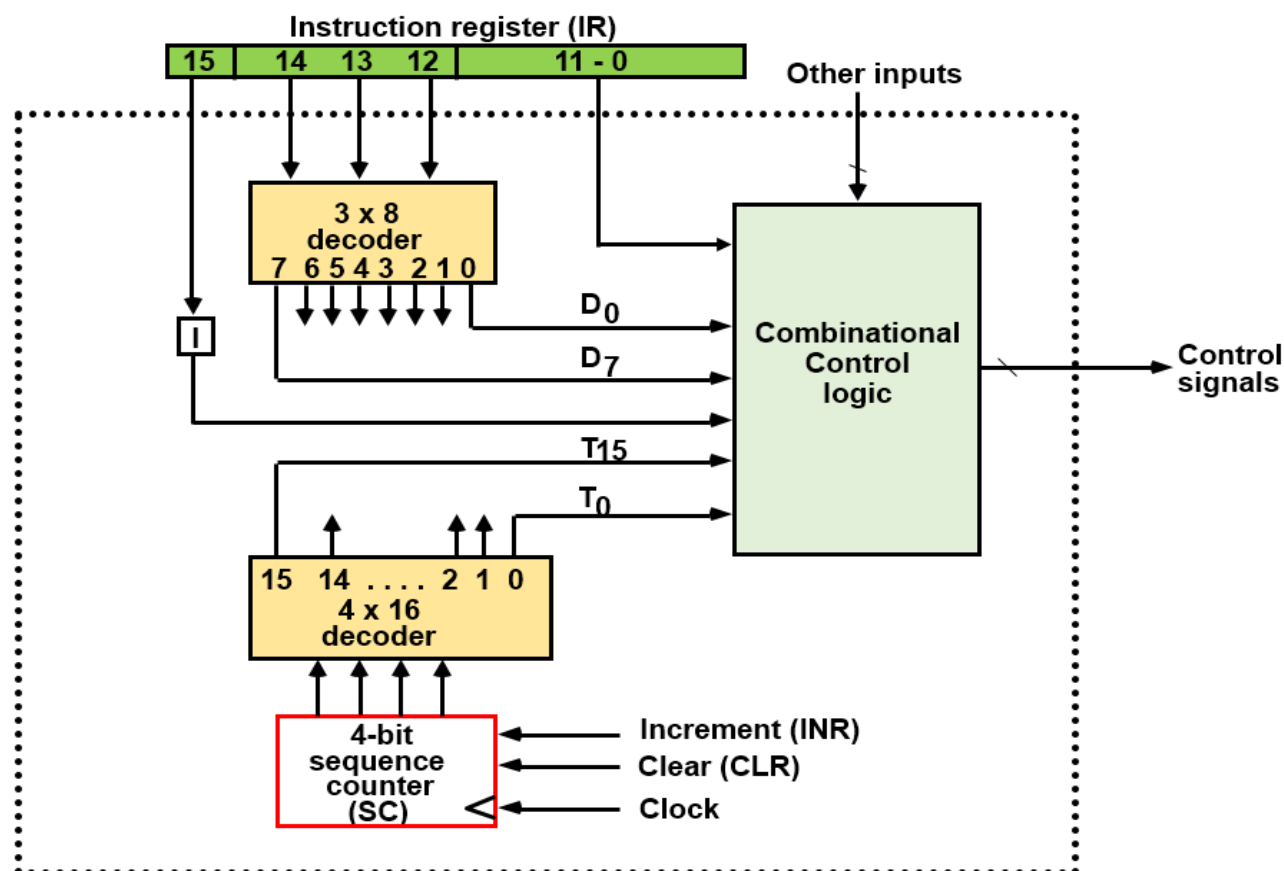 Instruction register (IR)
15 14 13 12 11 - 0
Other inputs
3 x 8
decoder
7 6 5 4 3 2 1 0
D0
I
D7
Combinational
Control
logic
Control
signals
T15
T0
15 14 . . . . 2 1 0
4 x 16
decoder
4-bit
sequence
counter
(SC)
Increment (INR)
Clear (CLR)
Clock